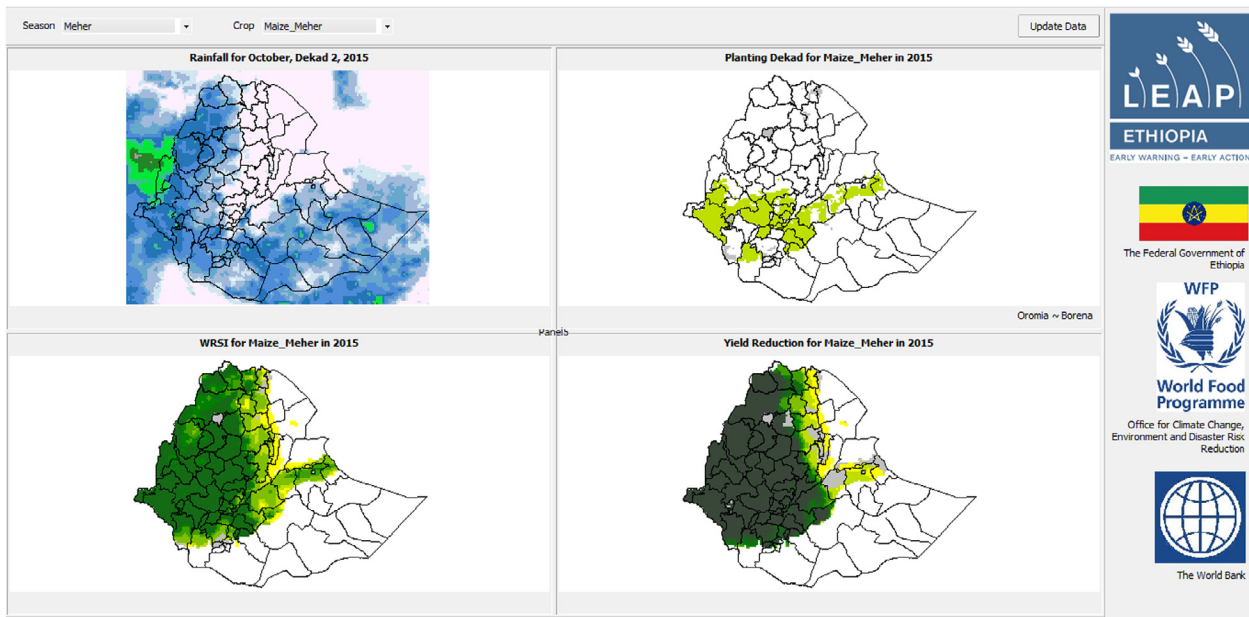 Season Meher Crop Maize_Meher Update Data
Rainfall for October, Dekad 2, 2015
Planting Dekad for Maize_Meher in 2015
Oromia ~ Borena
Panel5
WRSI for Maize_Meher in 2015
Yield Reduction for Maize_Meher in 2015
LEAP
ETHIOPIA
EARLY WARNING – EARLY ACTION
The Federal Government of
Ethiopia
WFP
World Food
Programme
Office for Climate Change,
Environment and Disaster Risk
Reduction
The World Bank